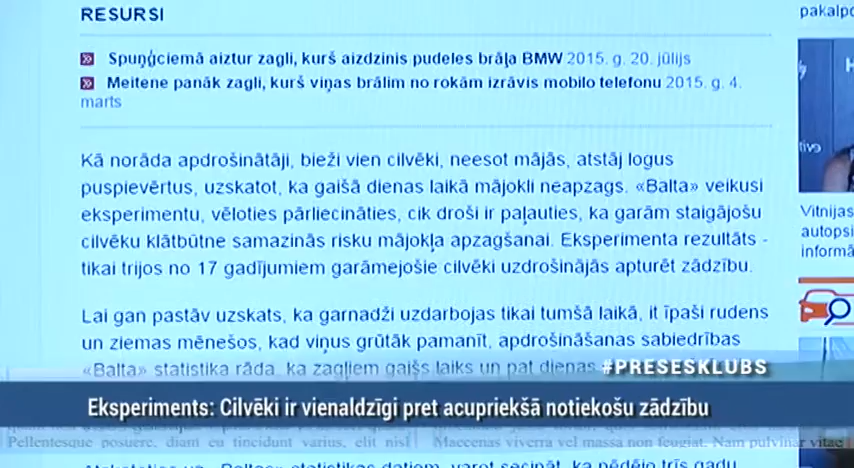 RESURSI
pakalpo
Spuņģciemā aiztur zagli, kurš aizdzinis pudeles brāļa BMW 2015. g. 20. jūlijs
Meitene panāk zagli, kurš viņas brālim no rokām izrāvis mobilo telefonu 2015. g. 4.
marts
Kā norāda apdrošinātāji, bieži vien cilvēki, neesot mājās, atstāj logus
puspievērtus, uzskatot, ka gaišā dienas laikā mājokli neapzags. «Balta» veikusi
eksperimentu, vēloties pārliecināties, cik droši ir paļauties, ka garām staigājošu
cilvēku klātbūtne samazinās risku mājokļa apzagšanai. Eksperimenta rezultāts -
tikai trijos no 17 gadījumiem garāmejošie cilvēki uzdrošinājās apturēt zādzību.
Vitnijas
autopsi
informā
Lai gan pastāv uzskats, ka garnadži uzdarbojas tikai tumšā laikā, it īpaši rudens
un ziemas mēnešos, kad viņus grūtāk pamanīt, apdrošināšanas sabiedrības
«Balta» statistika rāda, ka zagļiem gaišs laiks un pat dienas
#PRESESKLUBS
Eksperiments: Cilvēki ir vienaldzīgi pret acupriekšā notiekošu zādzību
Pellentesque posuere, diam eu tincidunt varius, elit nisl
Maecenas viverra vel massa non feugiat. Nam pulvinar vitae